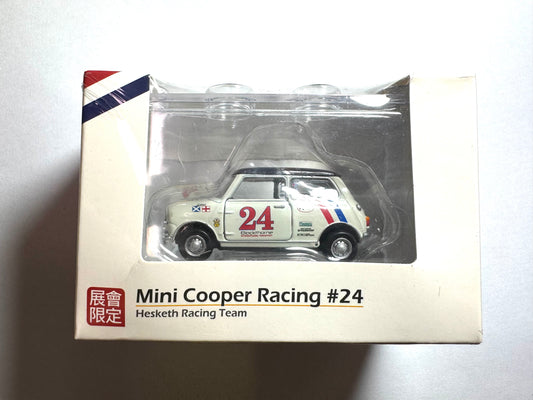 24
展會
限定
Mini Cooper Racing #24
Hesketh Racing Team